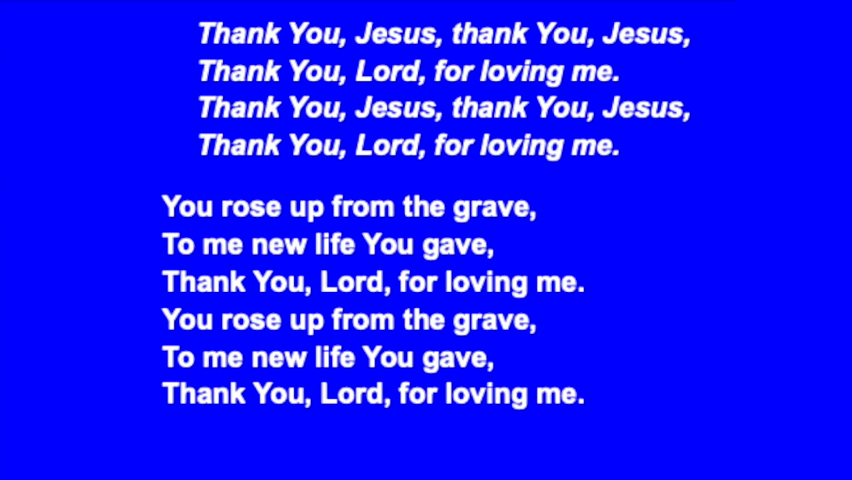 Thank You, Jesus, thank You, Jesus,
Thank You, Lord, for loving me.
Thank You, Jesus, thank You, Jesus,
Thank You, Lord, for loving me.
You rose up from the grave,
To me new life You gave,
Thank You, Lord, for loving me.
You rose up from the grave,
To me new life You gave,
Thank You, Lord, for loving me.